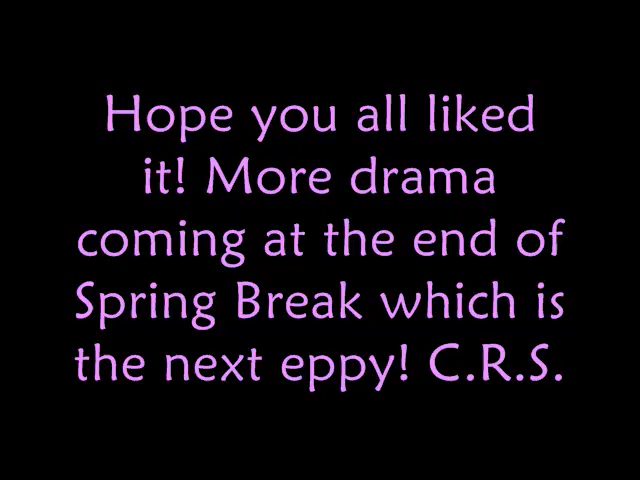 Hope you all liked
it! More drama
coming at the end of
Spring Break which is
the next eppy! C.R.S.